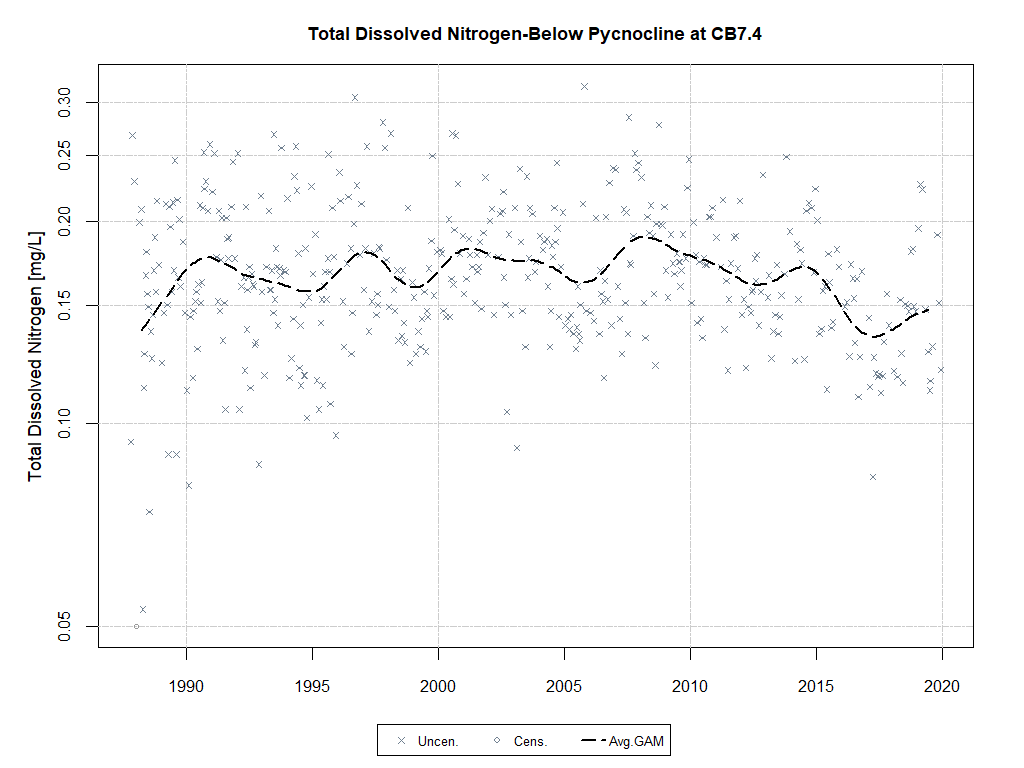 Total Dissolved Nitrogen-Below Pycnocline at CB7.4
Total Dissolved Nitrogen [mg/L]
0.30
0.25
0.20
0.15
0.10
0.05
1990 1995 2000 2005 2010 2015 2020
Uncen. Cens. Avg.GAM